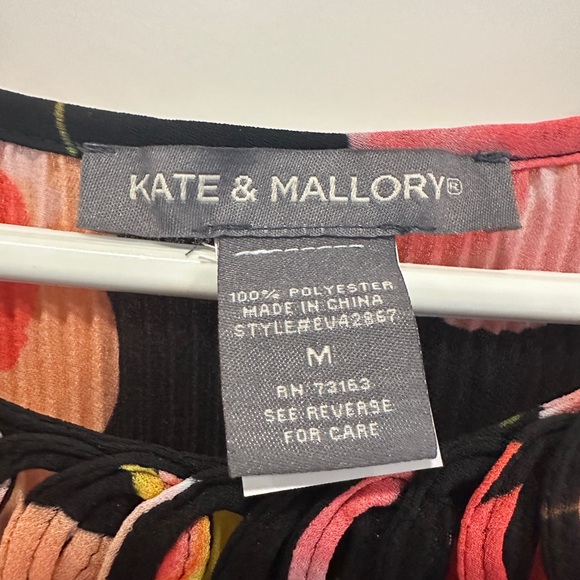 KATE & MALLORY®
100% POLYESTER
MADE IN CHINA
STYLE#EV42867
M
RN 73163
SEE REVERSE
FOR CARE